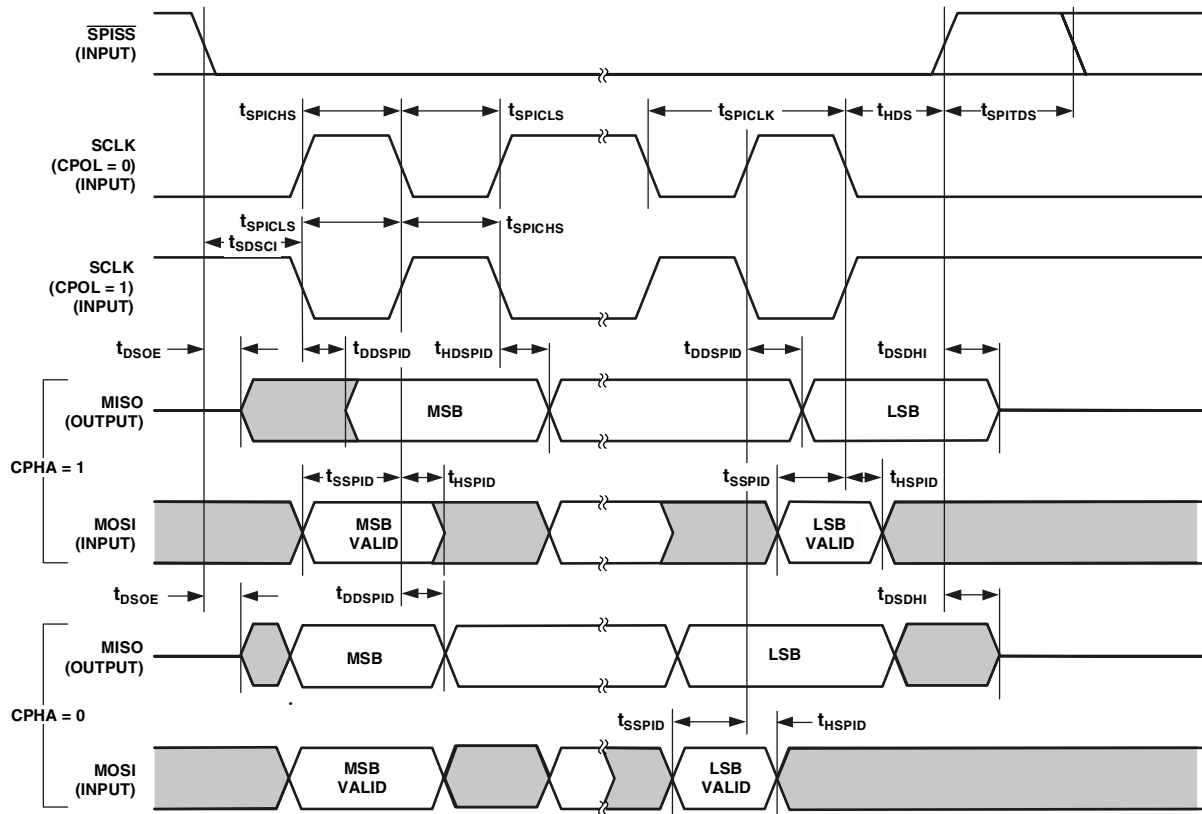 SPISS
(INPUT)
tSPICHS
tSPICLS
tSPICLK
tHDS
tSPITDS
SCLK
(CPOL = 0)
(INPUT)
tSPICLS
tSPICHS
tSDSCI
SCLK
(CPOL = 1)
(INPUT)
tDSOE
tDDSPID
tHDSPID
tDDSPID
tDSDHI
MISO
(OUTPUT)
MSB
LSB
CPHA = 1
tSSPID
tHSPID
tSSPID
tHSPID
MOSI
(INPUT)
MSB
VALID
LSB
VALID
tDSOE
tDDSPID
tDSDHI
MISO
(OUTPUT)
MSB
LSB
CPHA = 0
tSSPID
tHSPID
MOSI
(INPUT)
MSB
VALID
LSB
VALID